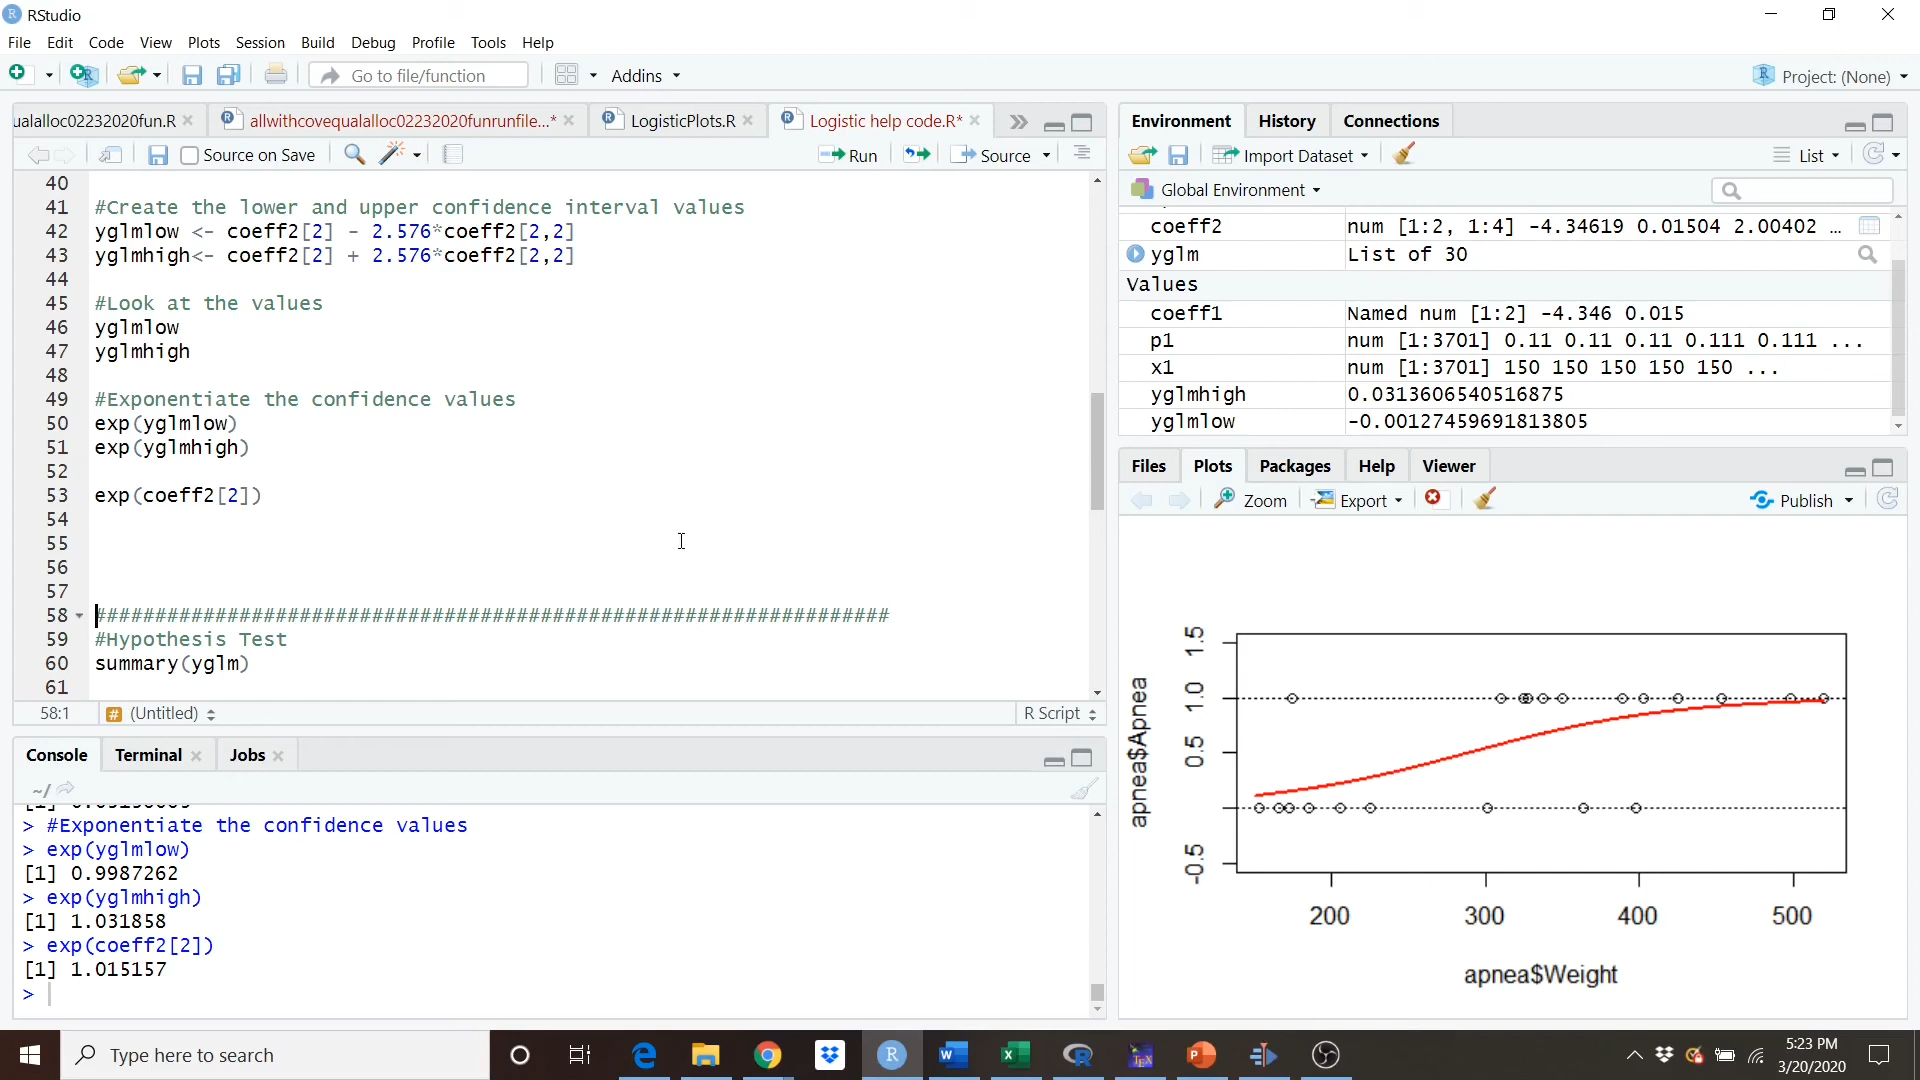 RStudio
File Edit Code View Plots Session Build Debug Profile Tools Help
Go to file/function
Addins
Project: (None)
ualalloc02232020fun.R
allwithcovequalalloc02232020funrunfile...*
LogisticPlots.R
Logistic help code.R*
Source on Save
Run
Source
40
41 #Create the lower and upper confidence interval values
42 yglmlow <- coeff2[2] - 2.576*coeff2[2,2]
43 yglmhigh<- coeff2[2] + 2.576*coeff2[2,2]
44
45 #Look at the values
46 yglmlow
47 yglmhigh
48
49 #Exponentiate the confidence values
50 exp(yglmlow)
51 exp(yglmhigh)
52
53 exp(coeff2[2])
54
55
56
57
58 ##################################################################
59 #Hypothesis Test
60 summary(yglm)
61
58:1 # (Untitled) R Script
Console Terminal Jobs
~/
> #Exponentiate the confidence values
> exp(yglmlow)
[1] 0.9987262
> exp(yglmhigh)
[1] 1.031858
> exp(coeff2[2])
[1] 1.015157
>
Environment History Connections
Import Dataset
List
Global Environment
coeff2 num [1:2, 1:4] -4.34619 0.01504 2.00402 ...
yglm List of 30
Values
coeff1 Named num [1:2] -4.346 0.015
p1 num [1:3701] 0.11 0.11 0.11 0.111 0.111 ...
x1 num [1:3701] 150 150 150 150 150 ...
yglmhigh 0.0313606540516875
yglmlow -0.00127459691813805
Files Plots Packages Help Viewer
Zoom Export Publish
apnea$Apnea
1.5
1.0
0.5
-0.5
200 300 400 500
apnea$Weight
Type here to search
5:23 PM
3/20/2020